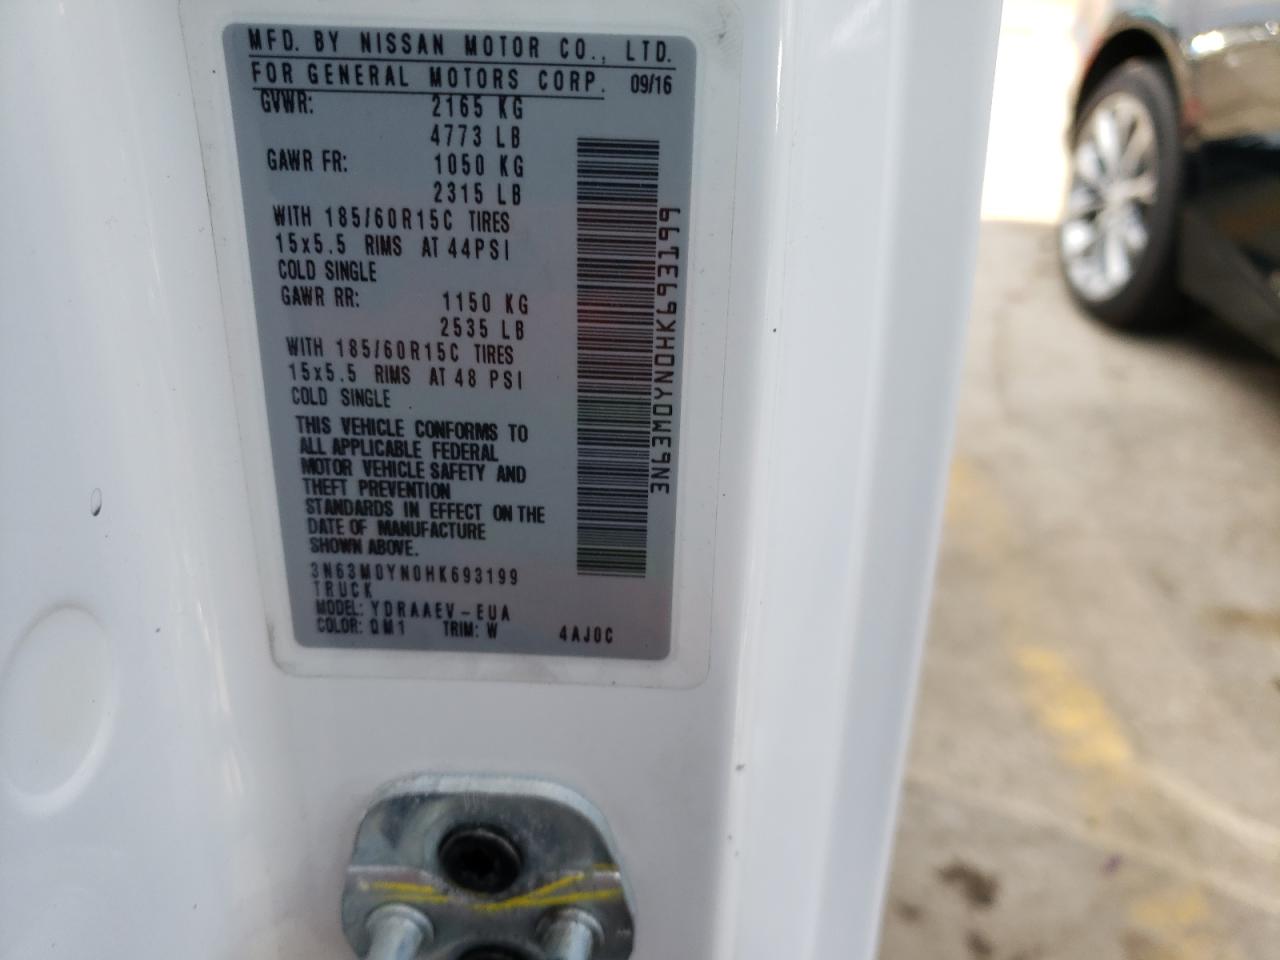 MFD. BY NISSAN MOTOR CO., LTD.
FOR GENERAL MOTORS CORP. 09/16
GVWR: 2165 KG
4773 LB
GAWR FR: 1050 KG
2315 LB
WITH 185/60R15C TIRES
15x5.5 RIMS AT 44PSI
COLD SINGLE
GAWR RR: 1150 KG
2535 LB
WITH 185/60R15C TIRES
15x5.5 RIMS AT 48 PSI
COLD SINGLE
THIS VEHICLE CONFORMS TO
ALL APPLICABLE FEDERAL
MOTOR VEHICLE SAFETY AND
THEFT PREVENTION
STANDARDS IN EFFECT ON THE
DATE OF MANUFACTURE
SHOWN ABOVE.
3N63M0YN0HK693199
TRUCK
MODEL: YDRAAEV-EUA
COLOR: QM1 TRIM: W 4AJ0C
3N63M0YN0HK693199